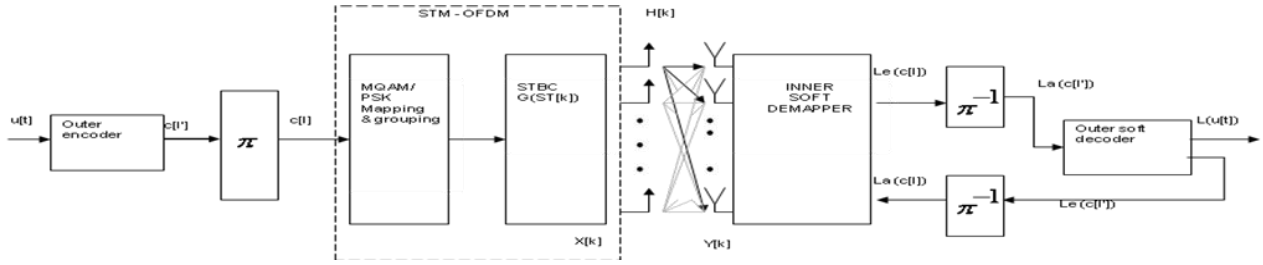 STM - OFDM
H[k]
u[t]
Outer
encoder
c[l']
π
c[l]
MQAM/
PSK
Mapping
& grouping
STBC
G(ST[k])
X[k]
Y[k]
INNER
SOFT
DEMAPPER
Le (c[l])
π⁻¹
La (c[l'])
Outer soft
decoder
L(u[t])
La (c[l])
π⁻¹
Le (c[l'])